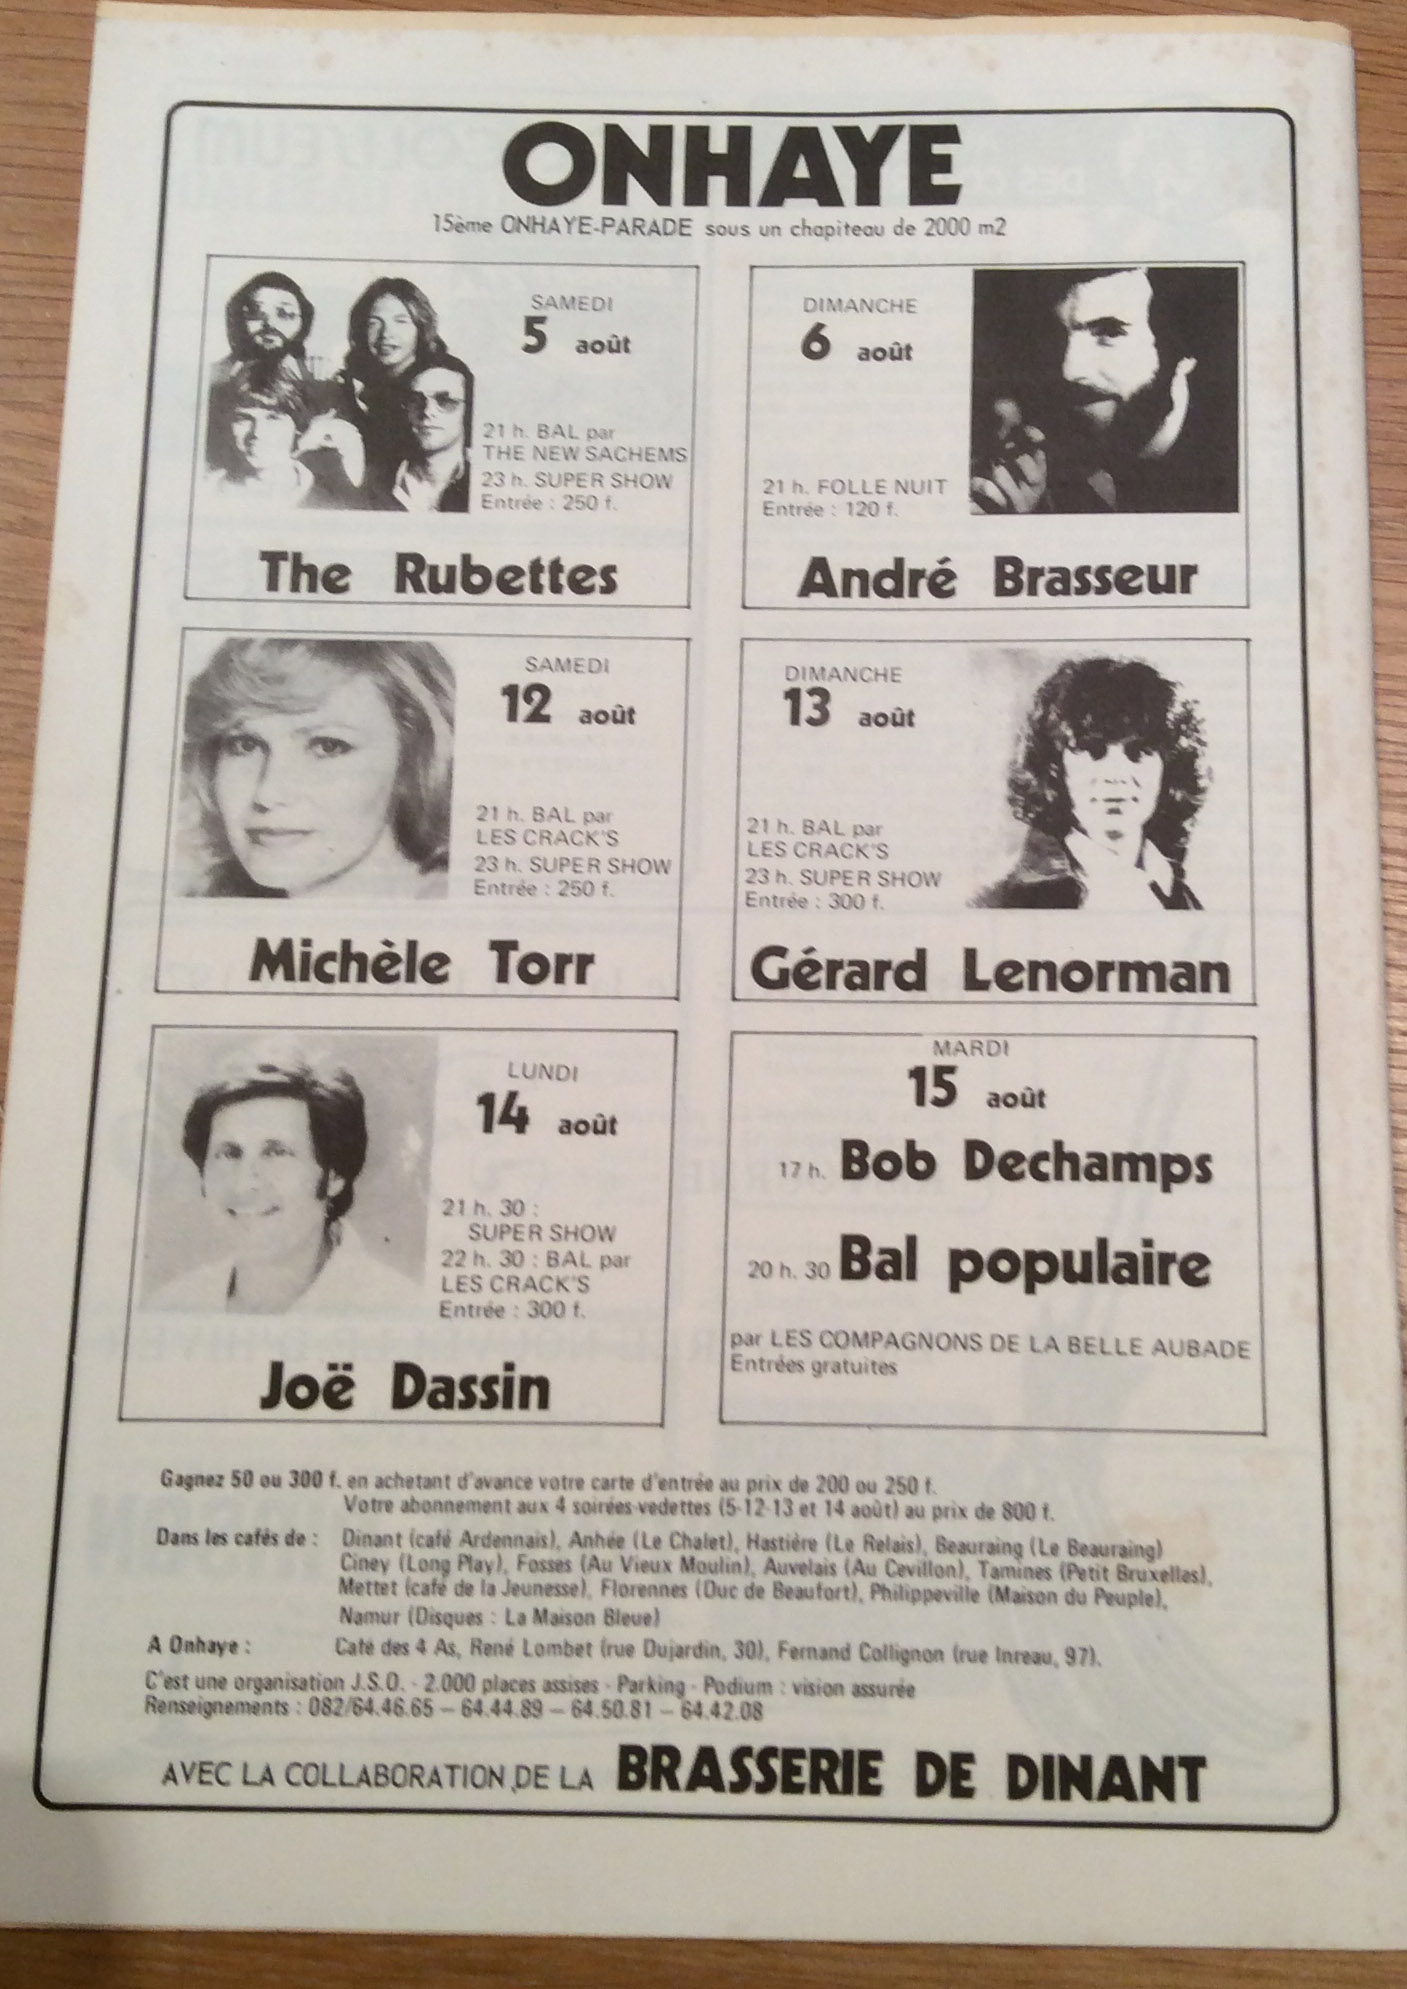 ONHAYE
15ème ONHAYE-PARADE sous un chapiteau de 2000 m2
SAMEDI
5 août
21 h. BAL par
THE NEW SACHEMS
23 h. SUPER SHOW
Entrée : 250 f.
The Rubettes
DIMANCHE
6 août
21 h. FOLLE NUIT
Entrée : 120 f.
André Brasseur
SAMEDI
12 août
21 h. BAL par
LES CRACK'S
23 h. SUPER SHOW
Entrée : 250 f.
Michèle Torr
DIMANCHE
13 août
21 h. BAL par
LES CRACK'S
23 h. SUPER SHOW
Entrée : 300 f.
Gérard Lenorman
LUNDI
14 août
21 h. 30 :
SUPER SHOW
22 h. 30 : BAL par
LES CRACK'S
Entrée : 300 f.
Joë Dassin
MARDI
15 août
17 h. Bob Dechamps
20 h. 30 Bal populaire
par LES COMPAGNONS DE LA BELLE AUBADE
Entrées gratuites
Gagnez 50 ou 300 f. en achetant d'avance votre carte d'entrée au prix de 200 ou 250 f.
Votre abonnement aux 4 soirées-vedettes (5-12-13 et 14 août) au prix de 800 f.
Dans les cafés de : Dinant (café Ardennais), Anhée (Le Chalet), Hastière (Le Relais), Beauraing (Le Beauraing)
Ciney (Long Play), Fosses (Au Vieux Moulin), Auvelais (Au Cevillon), Tamines (Petit Bruxelles),
Mettet (café de la Jeunesse), Florennes (Duc de Beaufort), Philippeville (Maison du Peuple),
Namur (Disques : La Maison Bleue)
A Onhaye : Café des 4 As, René Lombet (rue Dujardin, 30), Fernand Collignon (rue Inreau, 97).
C'est une organisation J.S.O. - 2.000 places assises - Parking - Podium : vision assurée
Renseignements : 082/64.46.65 – 64.44.89 – 64.50.81 – 64.42.08
AVEC LA COLLABORATION DE LA BRASSERIE DE DINANT